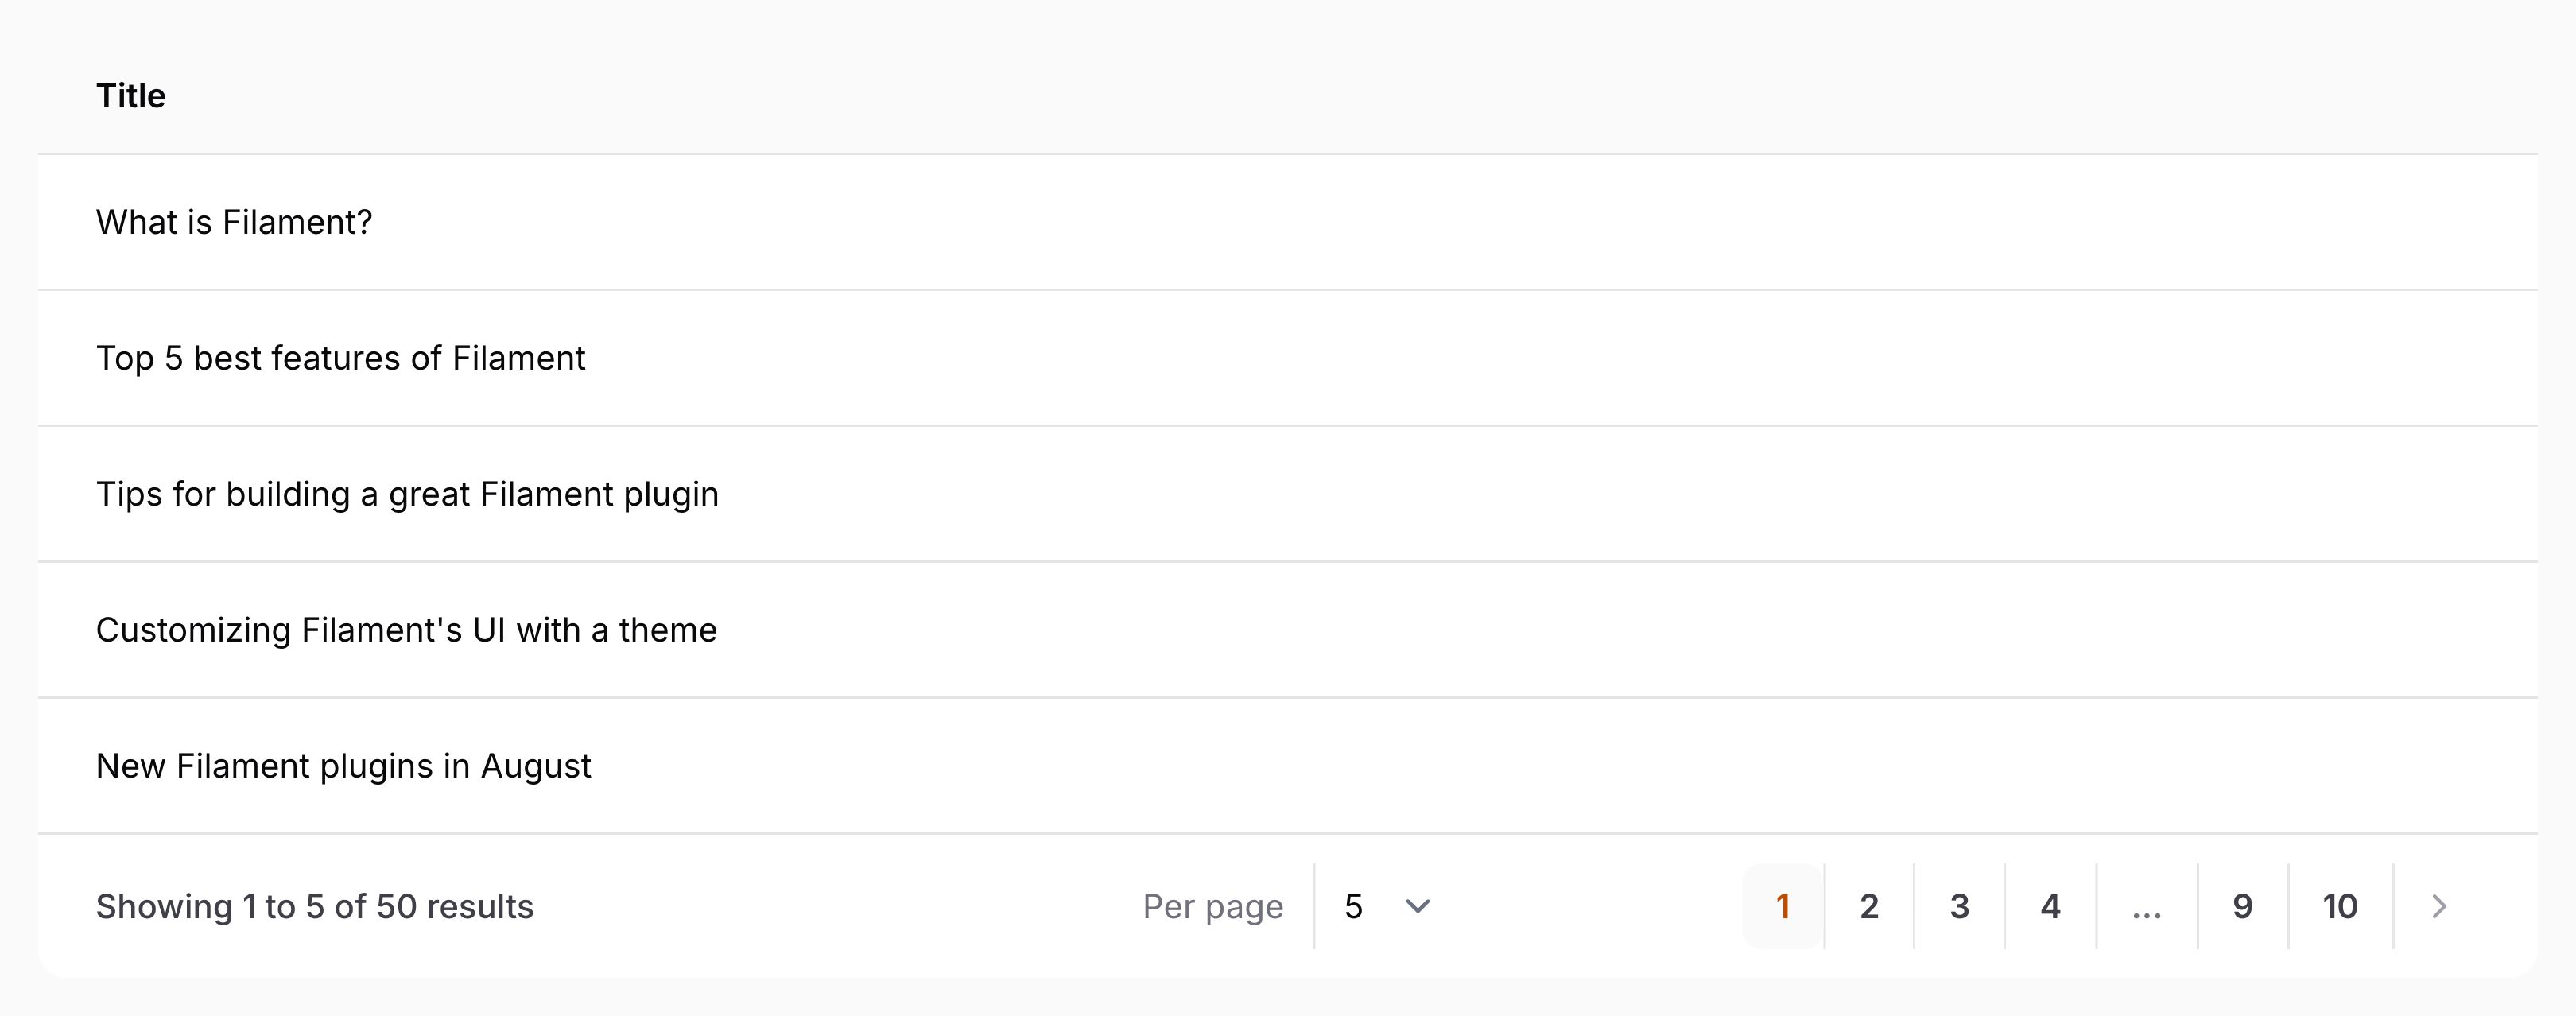 Title
What is Filament?
Top 5 best features of Filament
Tips for building a great Filament plugin
Customizing Filament's UI with a theme
New Filament plugins in August
Showing 1 to 5 of 50 results Per page 5 1 2 3 4 ... 9 10